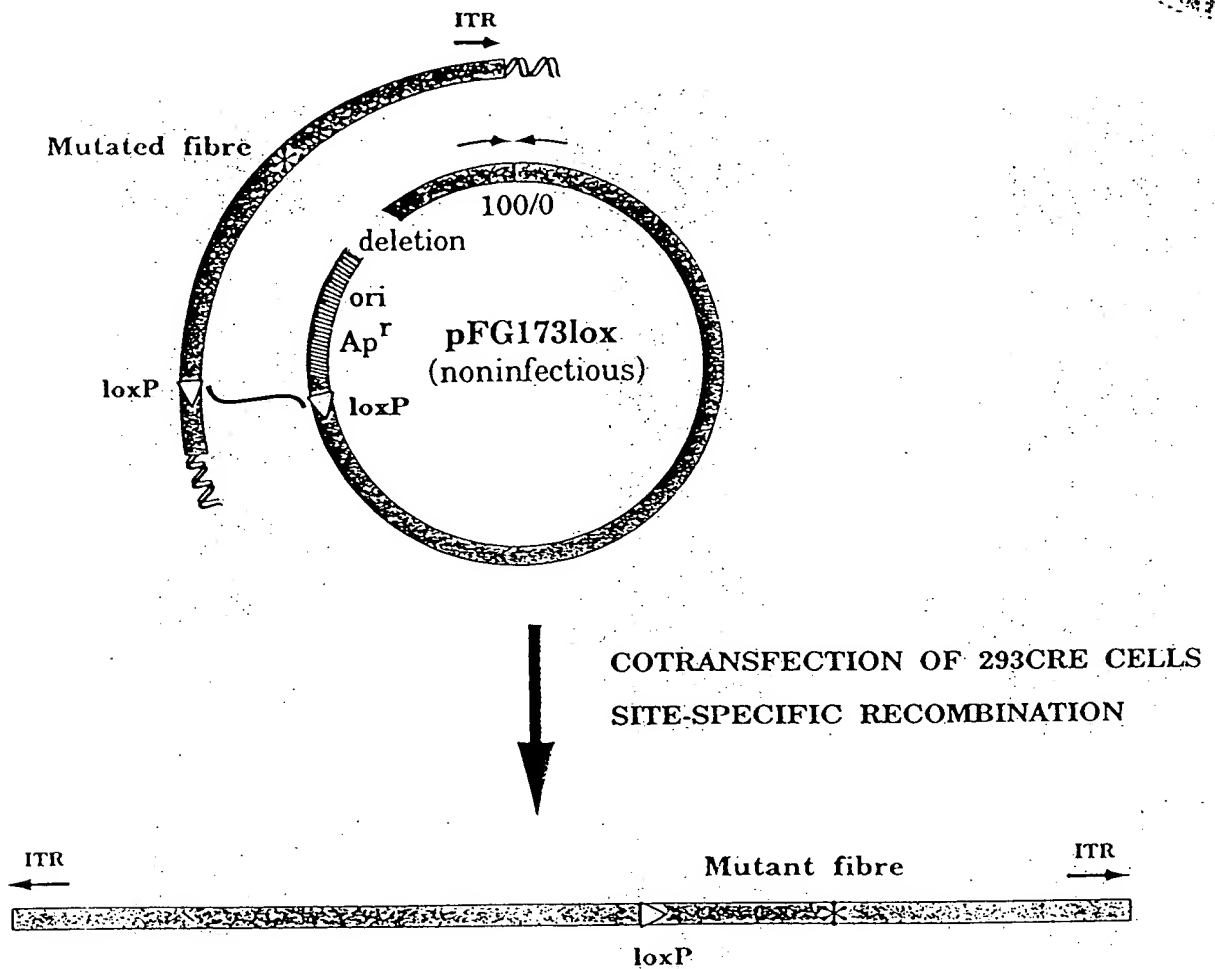 ITR
Mutated fibre
100/0
deletion
ori
Ap^r
pFG173lox
(noninfectious)
loxP
loxP
COTRANSFECTION OF 293CRE CELLS
SITE-SPECIFIC RECOMBINATION
ITR
Mutant fibre
ITR
loxP